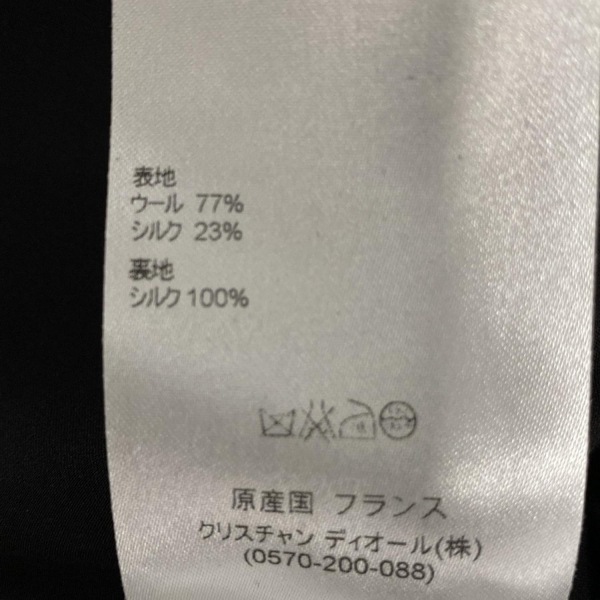 表地
ウール 77%
シルク 23%
裏地
シルク 100%
原産国 フランス
クリスチャン ディオール(株)
(0570-200-088)